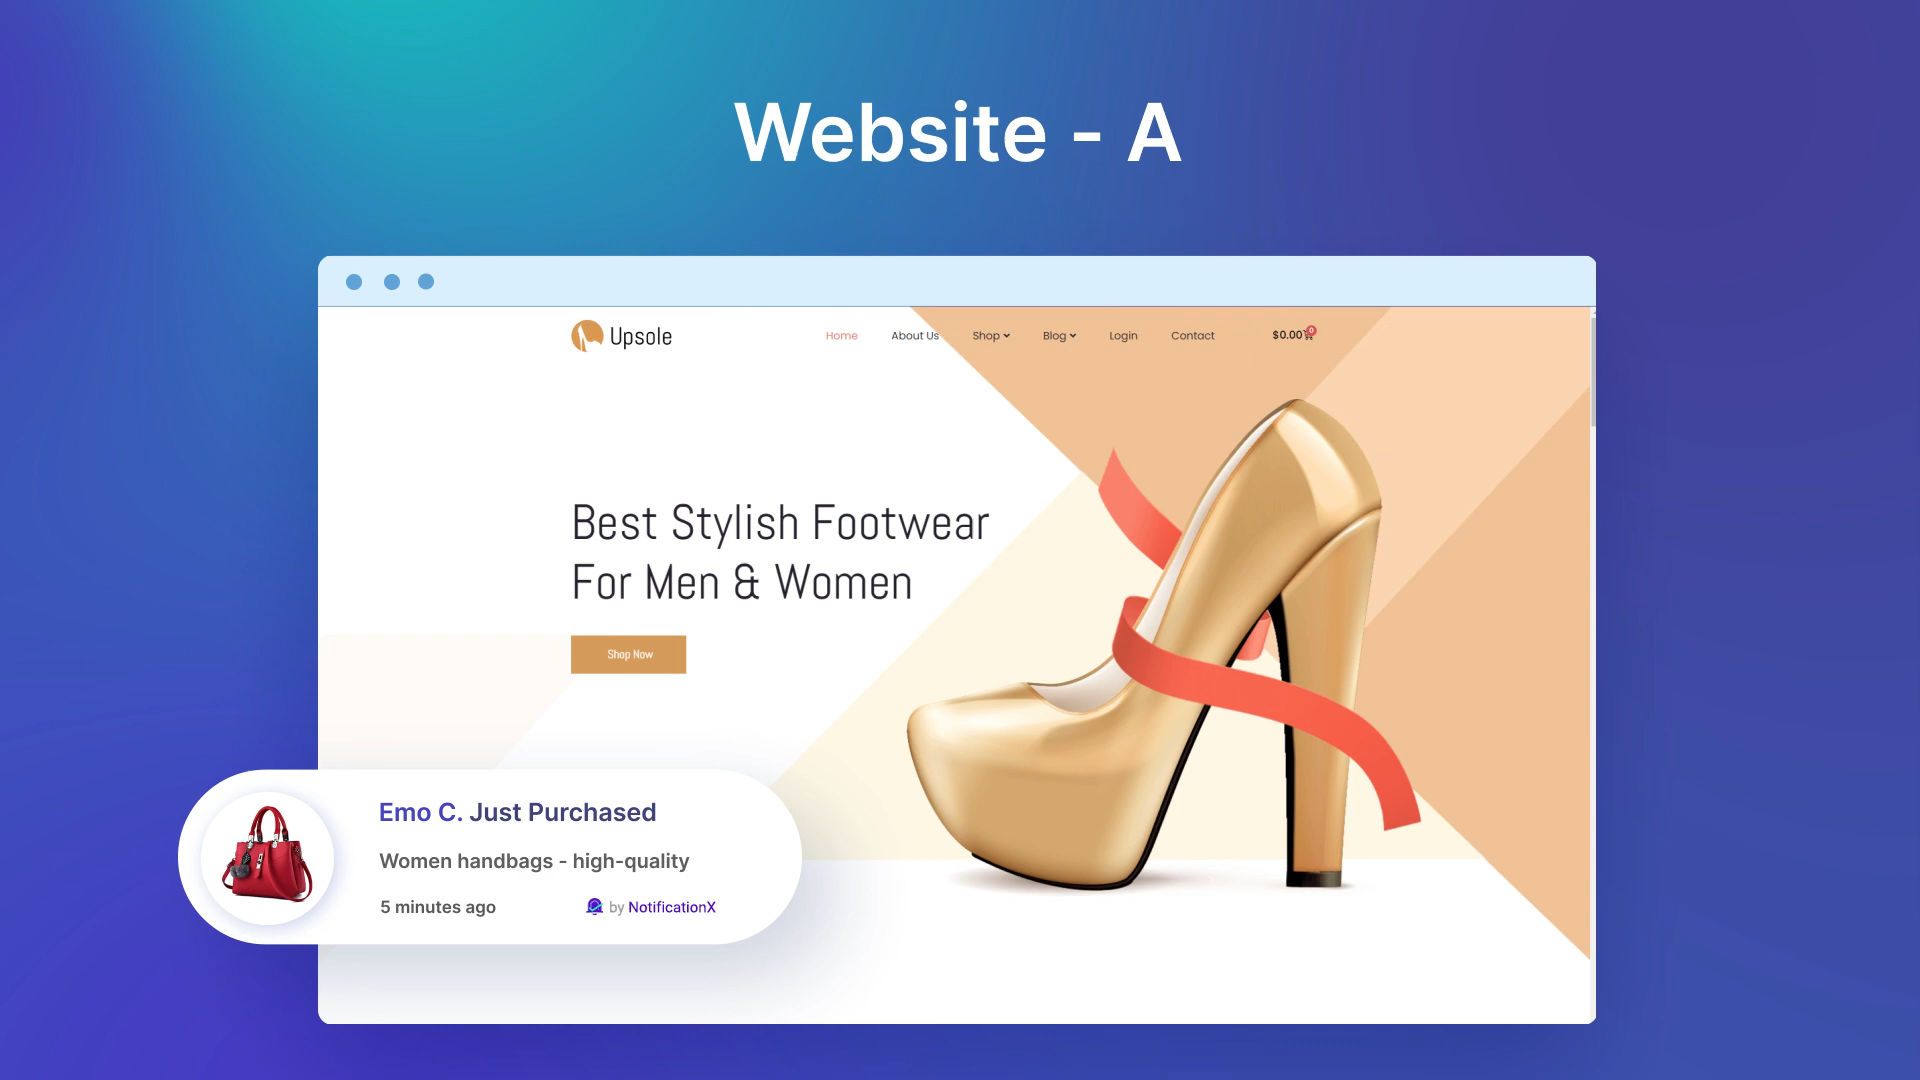 Website - A
Upsole
Home About Us Shop Blog Login Contact $0.00 0
Best Stylish Footwear
For Men & Women
Shop Now
Emo C. Just Purchased
Women handbags - high-quality
5 minutes ago by NotificationX